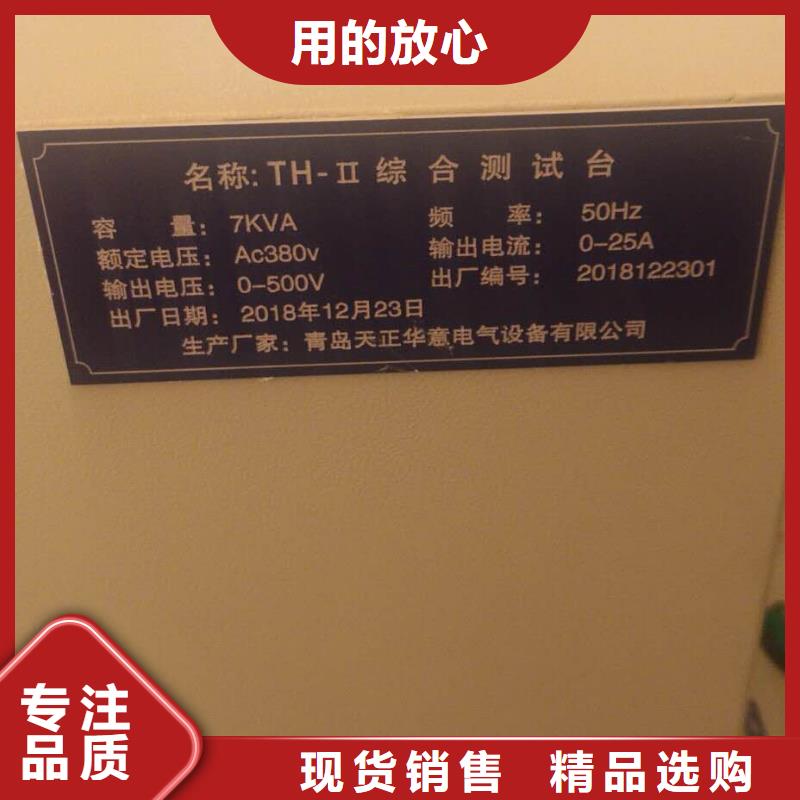 用的放心
名称: TH-Ⅱ 综合测试台
容量: 7KVA 频率: 50Hz
额定电压: Ac380v 输出电流: 0-25A
输出电压: 0-500V 出厂编号: 2018122301
出厂日期: 2018年12月23日
生产厂家: 青岛天正华意电气设备有限公司
专注
品质
现货销售 精品选购